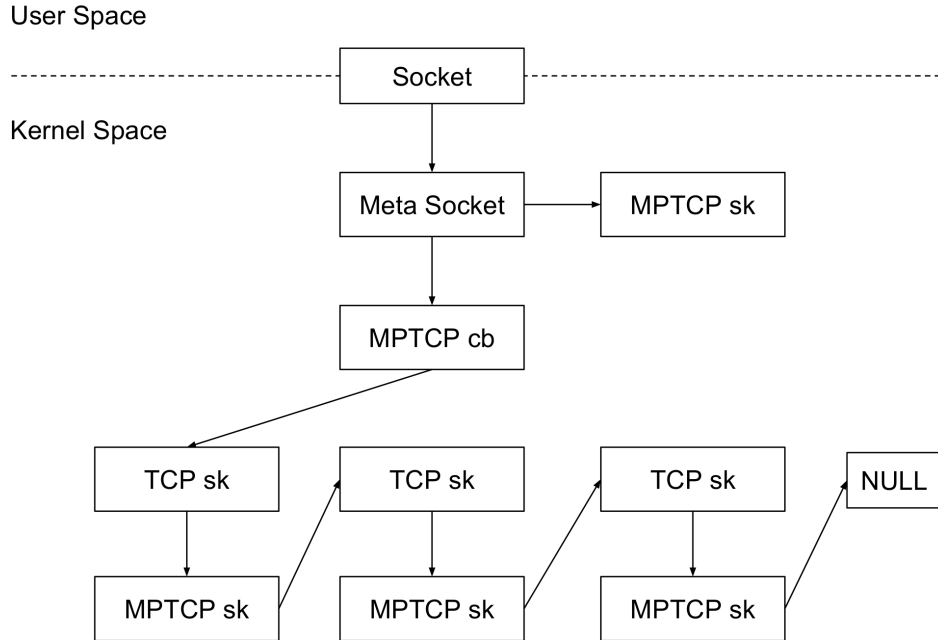 User Space
Socket
Kernel Space
Meta Socket
MPTCP sk
MPTCP cb
TCP sk
TCP sk
TCP sk
NULL
MPTCP sk
MPTCP sk
MPTCP sk